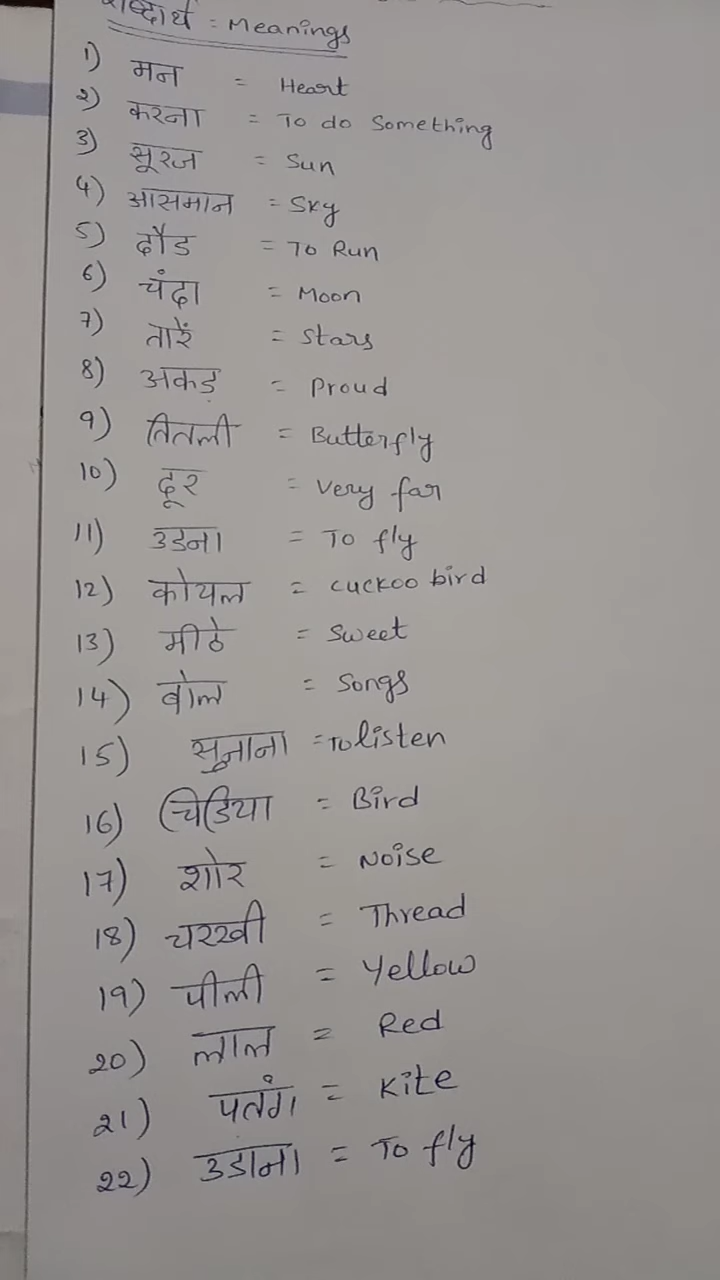 शब्दार्थ = Meanings
1) मन = Heart
2) करना = To do Something
3) सूरज = Sun
4) आसमान = Sky
5) दौड = To Run
6) चंदा = Moon
7) तारें = Stars
8) अकड़ = Proud
9) तितली = Butterfly
10) दूर = Very far
11) उडना = To fly
12) कोयल = cuckoo bird
13) मीठे = Sweet
14) बोल = Songs
15) सुनाना = To listen
16) चिडिया = Bird
17) शोर = Noise
18) चरखी = Thread
19) पीली = Yellow
20) लाल = Red
21) पतंग = Kite
22) उडाना = To fly